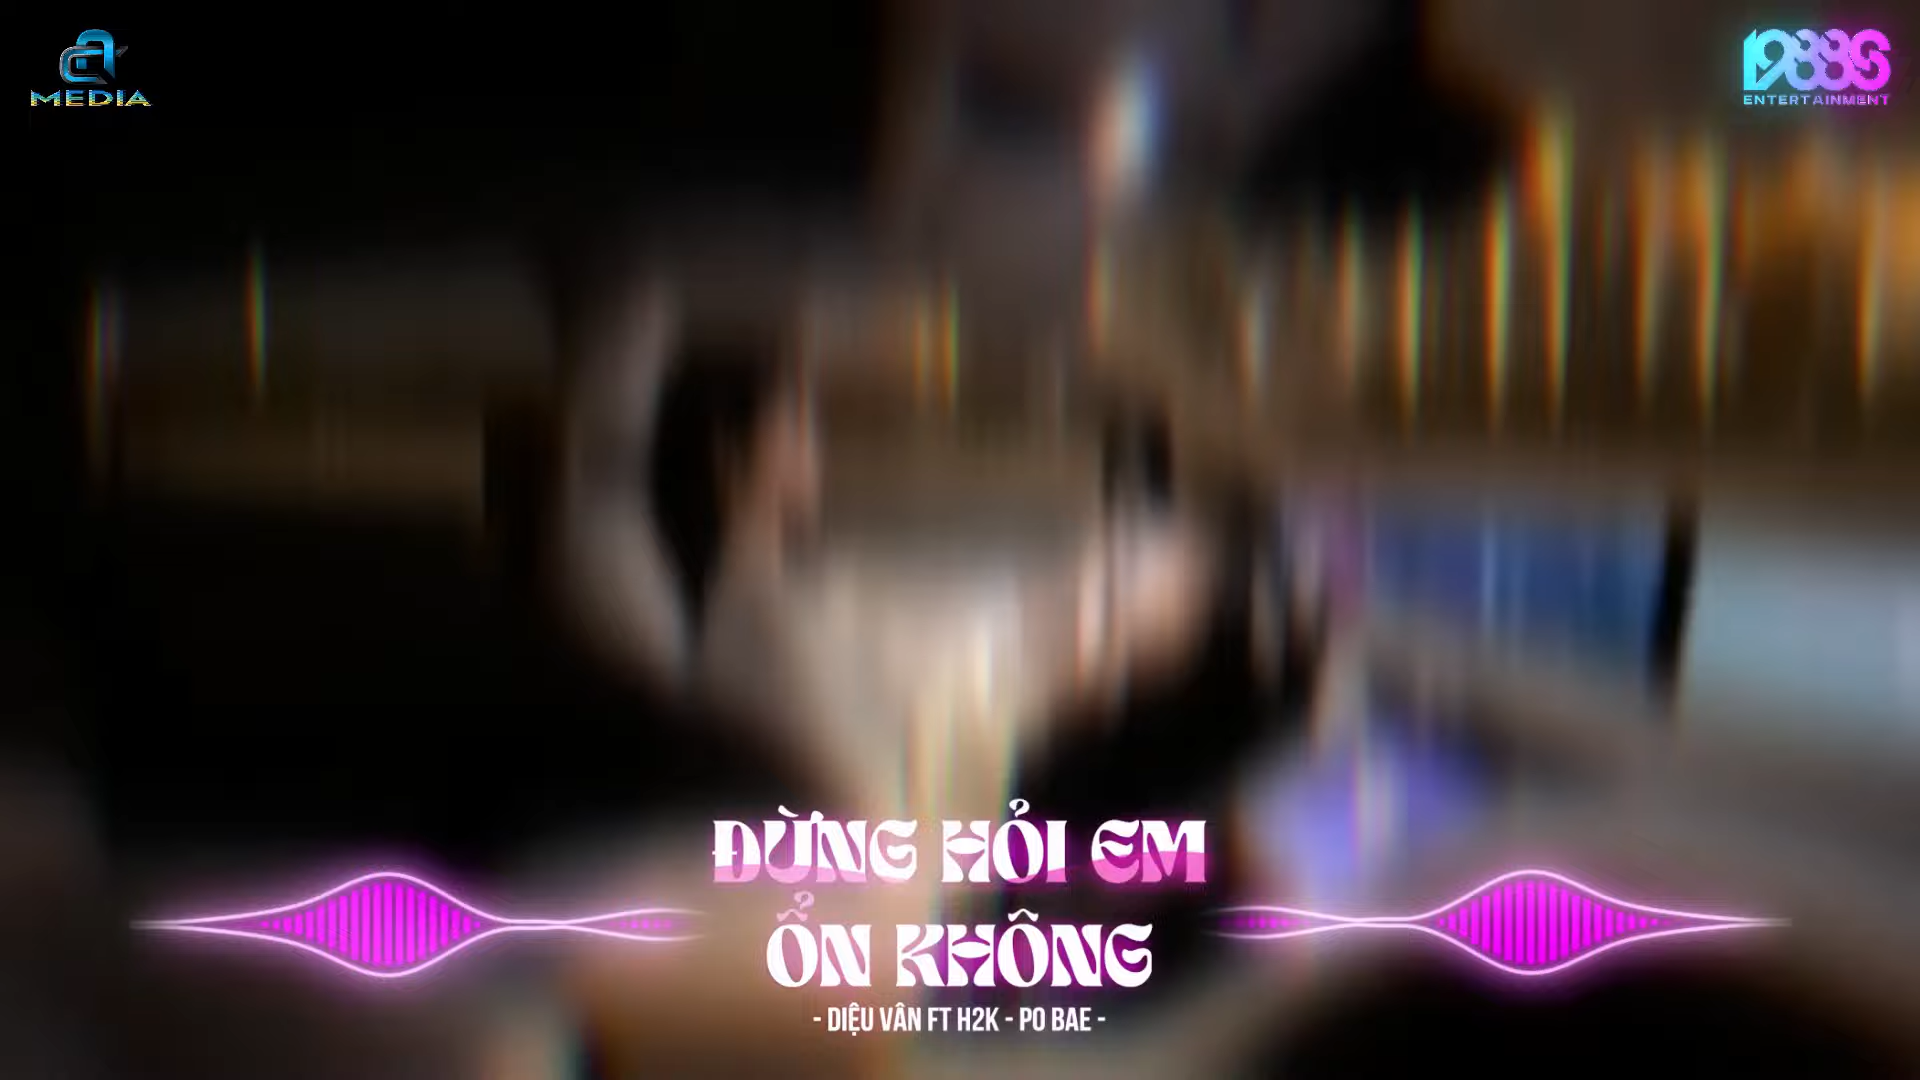 MEDIA
1988S
ENTERTAINMENT
ĐỪNG HỎI EM
ỔN KHÔNG
- DIỆU VÂN FT H2K - PO BAE -